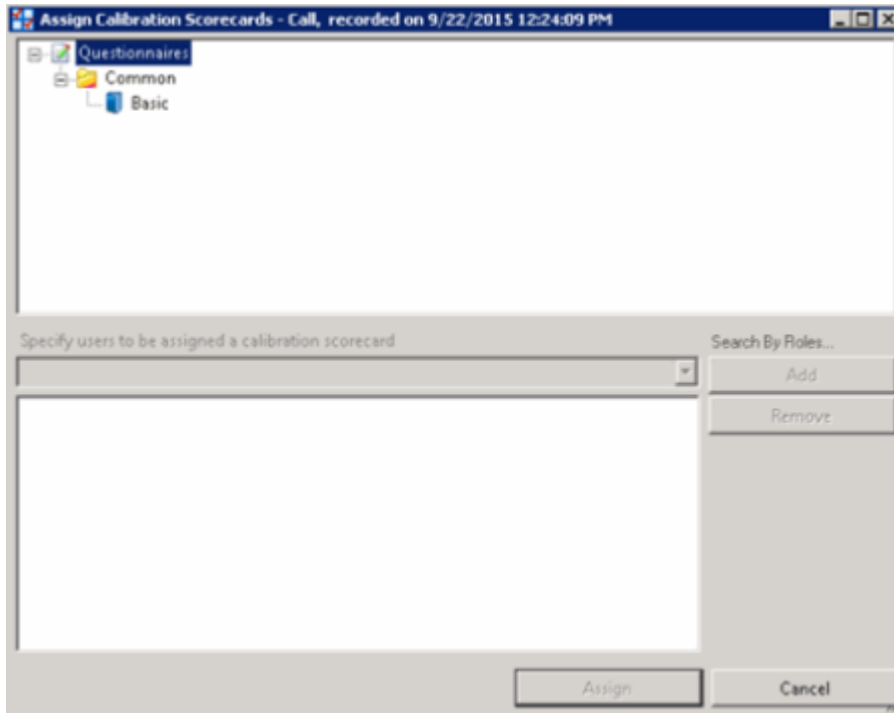 Assign Calibration Scorecards - Call, recorded on 9/22/2015 12:24:09 PM
Questionnaires
Common
Basic
Specify users to be assigned a calibration scorecard
Search By Roles...
Add
Remove
Assign
Cancel